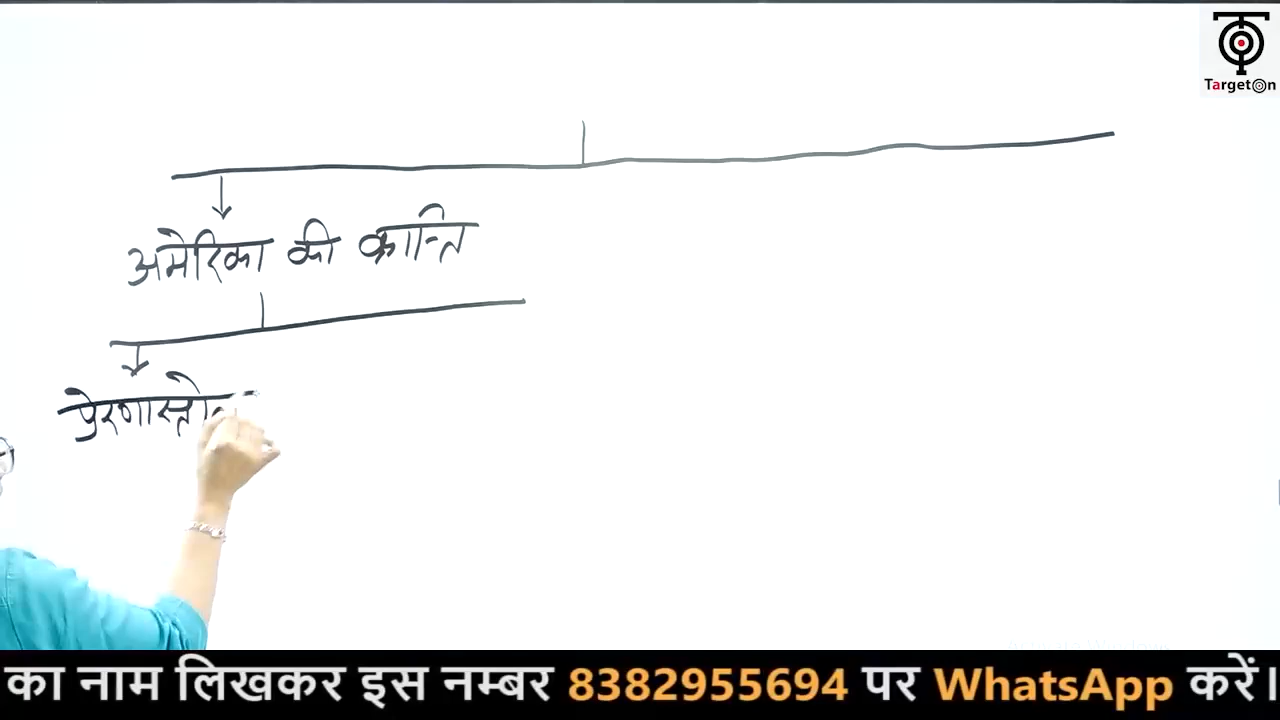 TargetOn
अमेरिका की क्रान्ति
प्रेरणास्त्रोत
का नाम लिखकर इस नम्बर 8382955694 पर WhatsApp करें।